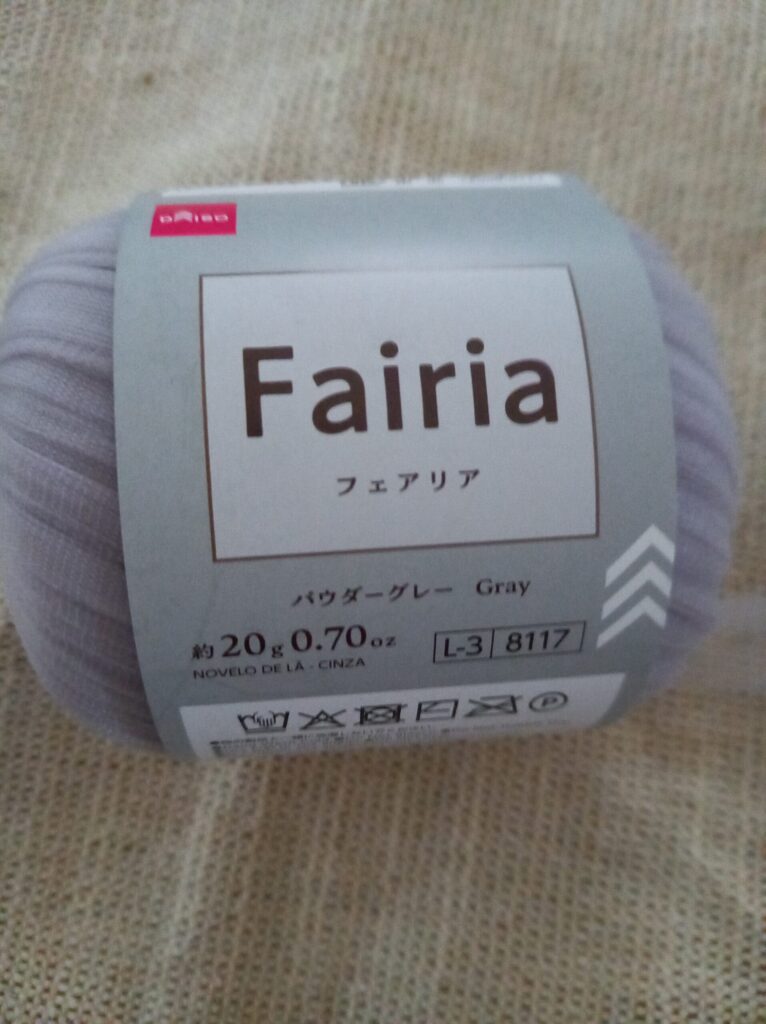 DAISO
Fairia
フェアリア
パウダーグレー Gray
約20g 0.70oz
L-3 8117
NOVELO DE LÃ - CINZA
P